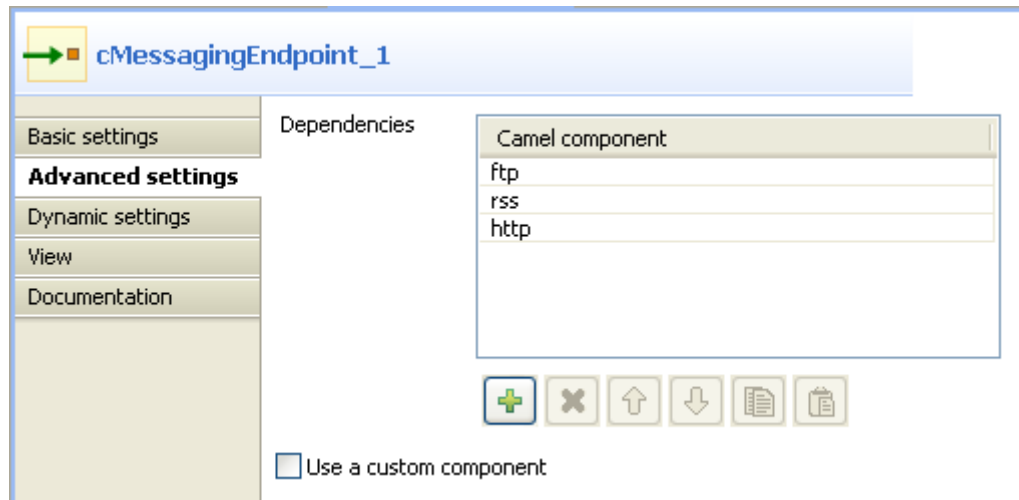 cMessagingEndpoint_1
Basic settings
Advanced settings
Dynamic settings
View
Documentation
Dependencies
Camel component
ftp
rss
http
Use a custom component